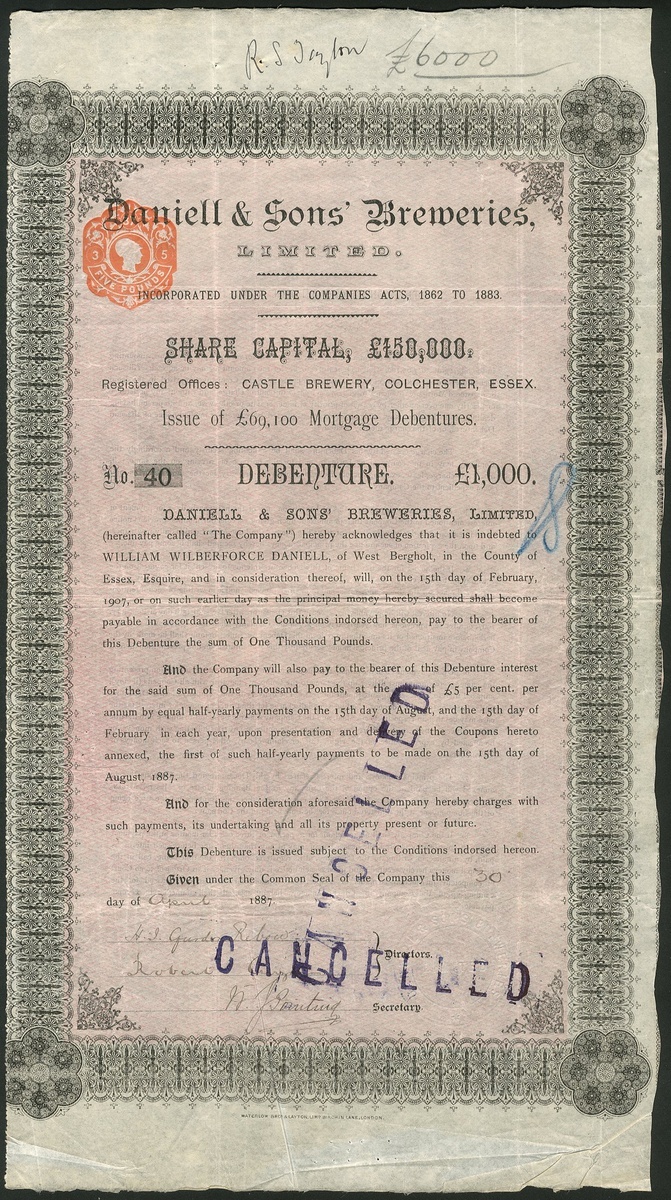 R. S. Taylor £6000
Daniell & Sons' Breweries,
LIMITED.
3 5
FIVE POUNDS
INCORPORATED UNDER THE COMPANIES ACTS, 1862 TO 1883.
SHARE CAPITAL, £150,000.
Registered Offices: CASTLE BREWERY, COLCHESTER, ESSEX.
Issue of £69,100 Mortgage Debentures.
No. 40 DEBENTURE. £1,000.
8
DANIELL & SONS' BREWERIES, LIMITED,
(hereinafter called "The Company") hereby acknowledges that it is indebted to
WILLIAM WILBERFORCE DANIELL, of West Bergholt, in the County of
Essex, Esquire, and in consideration thereof, will, on the 15th day of February,
1907, or on such earlier day as the principal money hereby secured shall become
payable in accordance with the Conditions indorsed hereon, pay to the bearer of
this Debenture the sum of One Thousand Pounds.
And the Company will also pay to the bearer of this Debenture interest
for the said sum of One Thousand Pounds, at the of £5 per cent. per
annum by equal half-yearly payments on the 15th day of August, and the 15th day of
February in each year, upon presentation and delivery of the Coupons hereto
annexed, the first of such half-yearly payments to be made on the 15th day of
August, 1887.
And for the consideration aforesaid the Company hereby charges with
such payments, its undertaking and all its property present or future.
This Debenture is issued subject to the Conditions indorsed hereon.
Given under the Common Seal of the Company this 30
day of April 1887.
CANCELLED
Directors.
Robert
CANCELLED
Secretary.